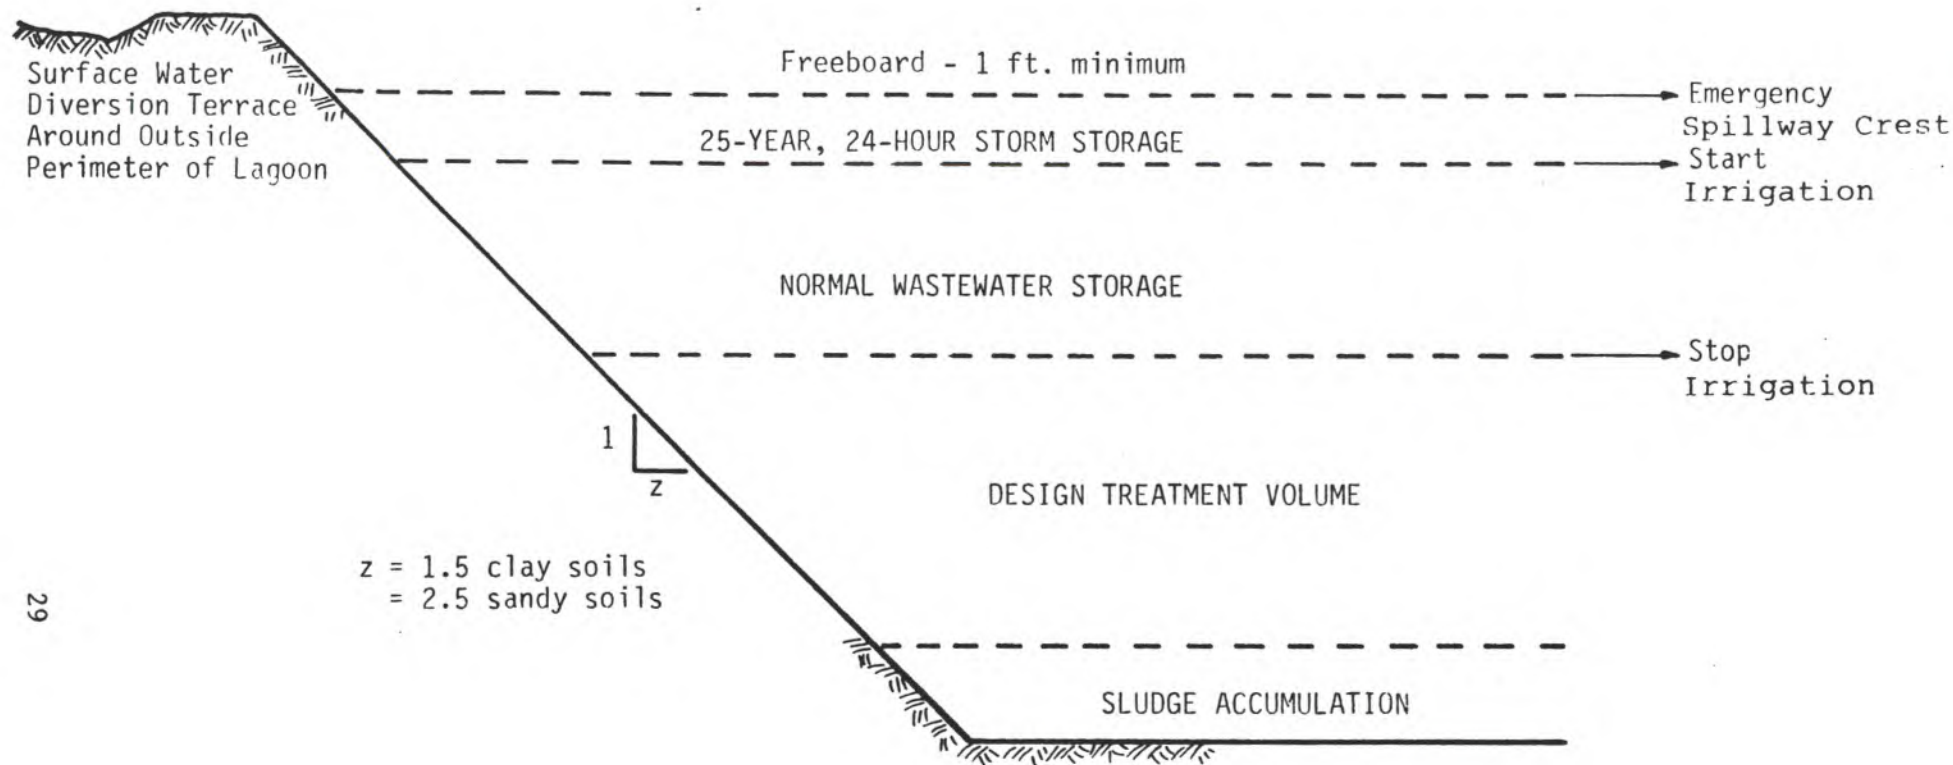 Freeboard - 1 ft. minimum
Surface Water
Diversion Terrace
Around Outside
Perimeter of Lagoon
Emergency
Spillway Crest
25-YEAR, 24-HOUR STORM STORAGE
Start
Irrigation
NORMAL WASTEWATER STORAGE
Stop
Irrigation
1
z
DESIGN TREATMENT VOLUME
z = 1.5 clay soils
= 2.5 sandy soils
29
SLUDGE ACCUMULATION